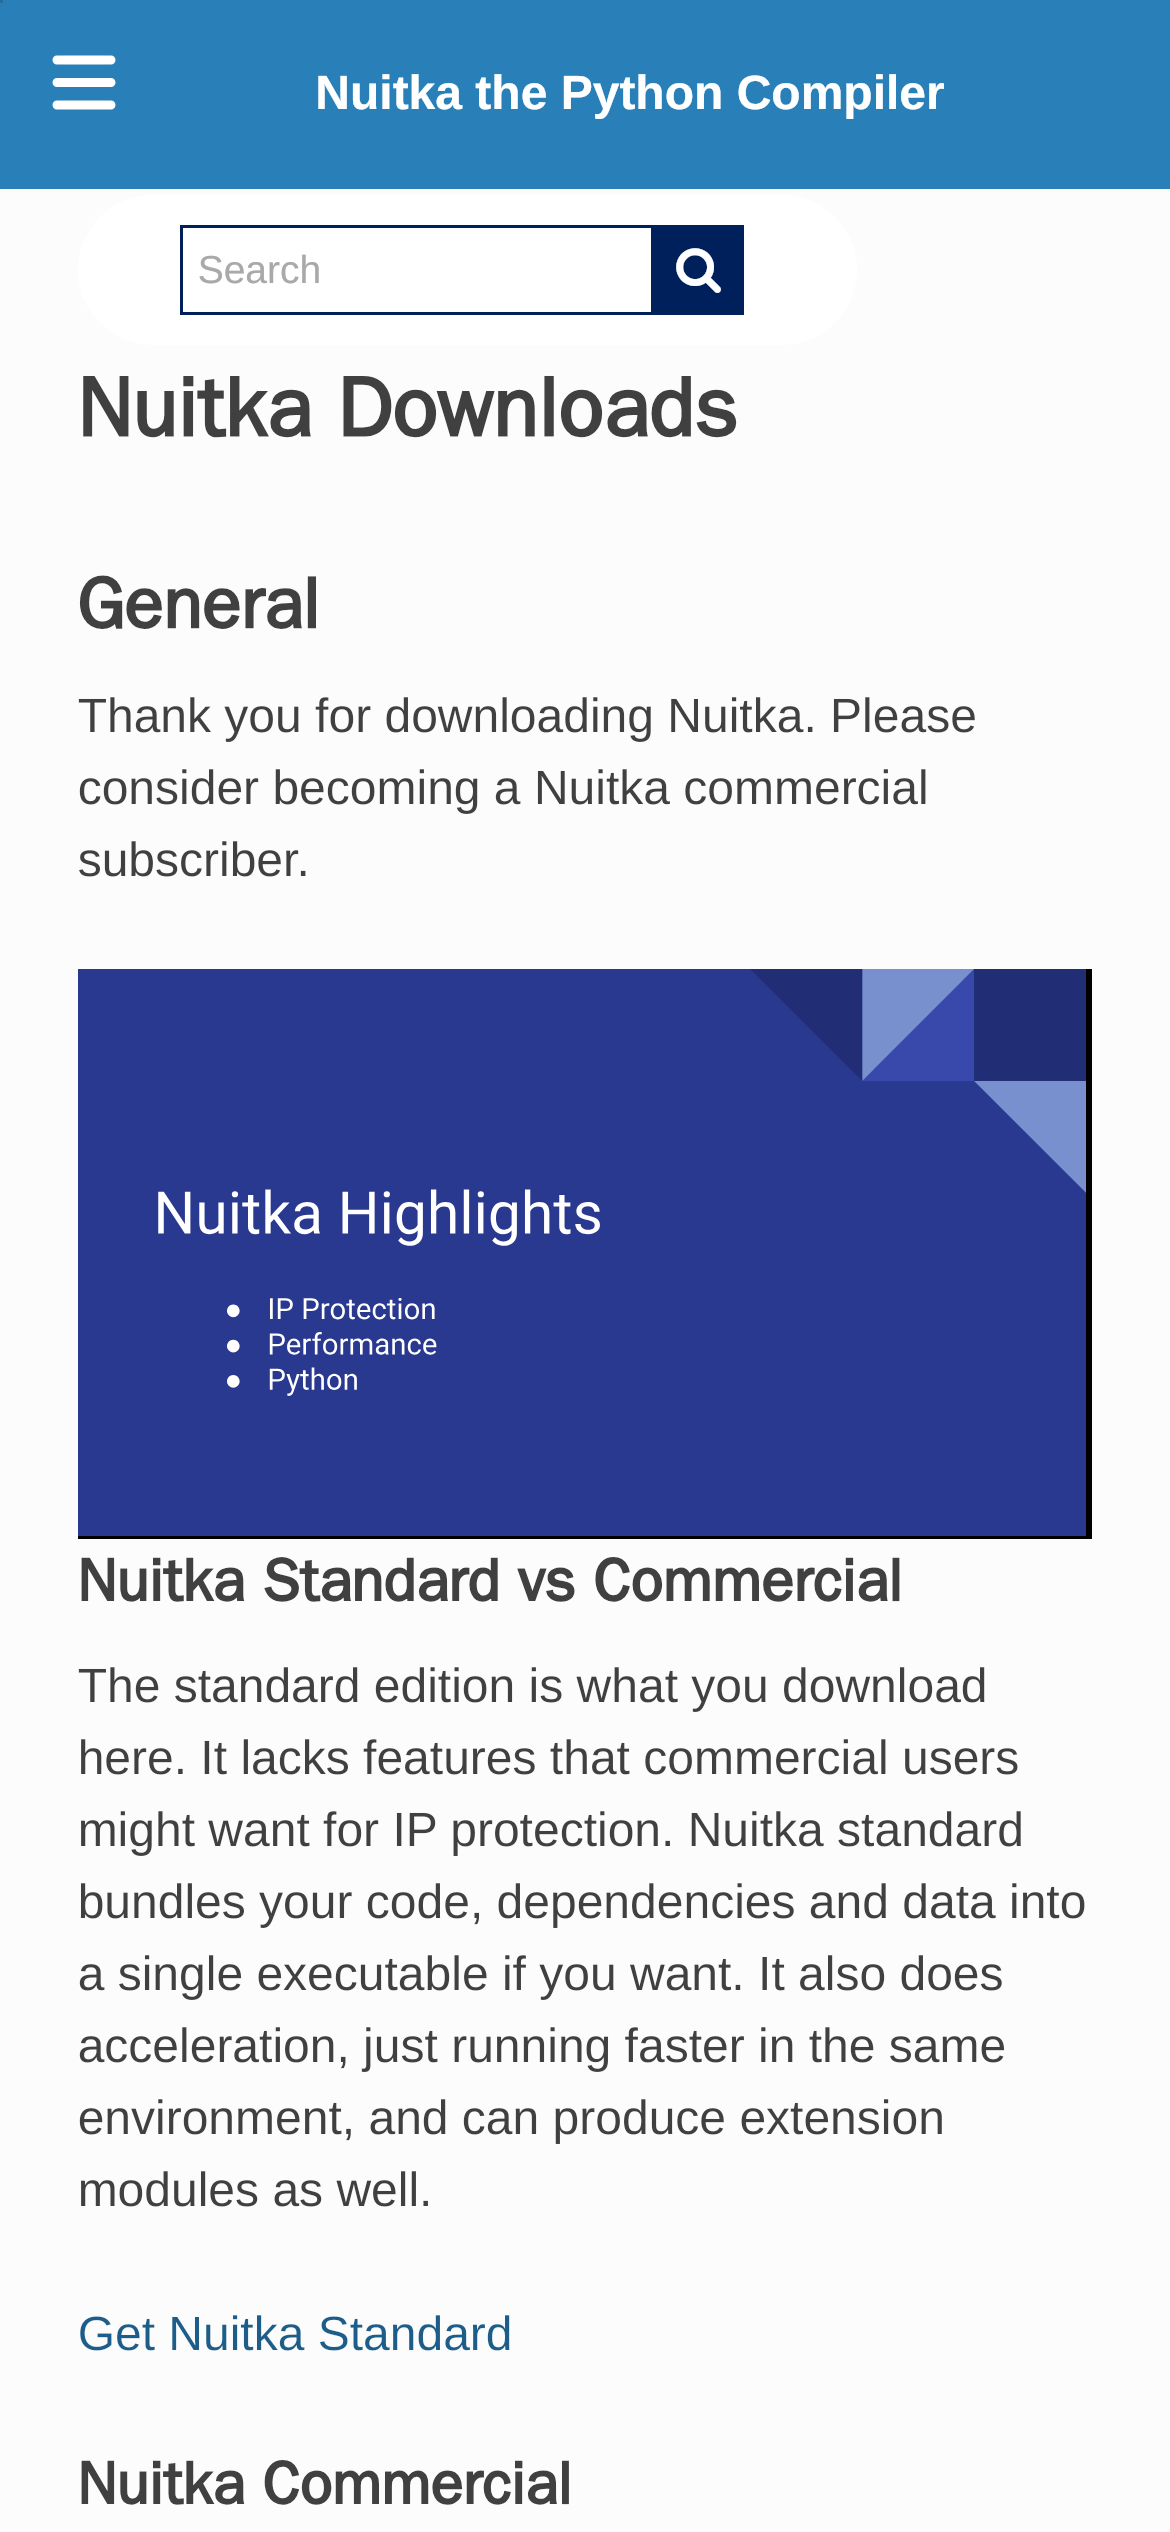 Nuitka the Python Compiler
Search
Nuitka Downloads
General
Thank you for downloading Nuitka. Please
consider becoming a Nuitka commercial
subscriber.
Nuitka Highlights
● IP Protection
● Performance
● Python
Nuitka Standard vs Commercial
The standard edition is what you download
here. It lacks features that commercial users
might want for IP protection. Nuitka standard
bundles your code, dependencies and data into
a single executable if you want. It also does
acceleration, just running faster in the same
environment, and can produce extension
modules as well.
Get Nuitka Standard
Nuitka Commercial